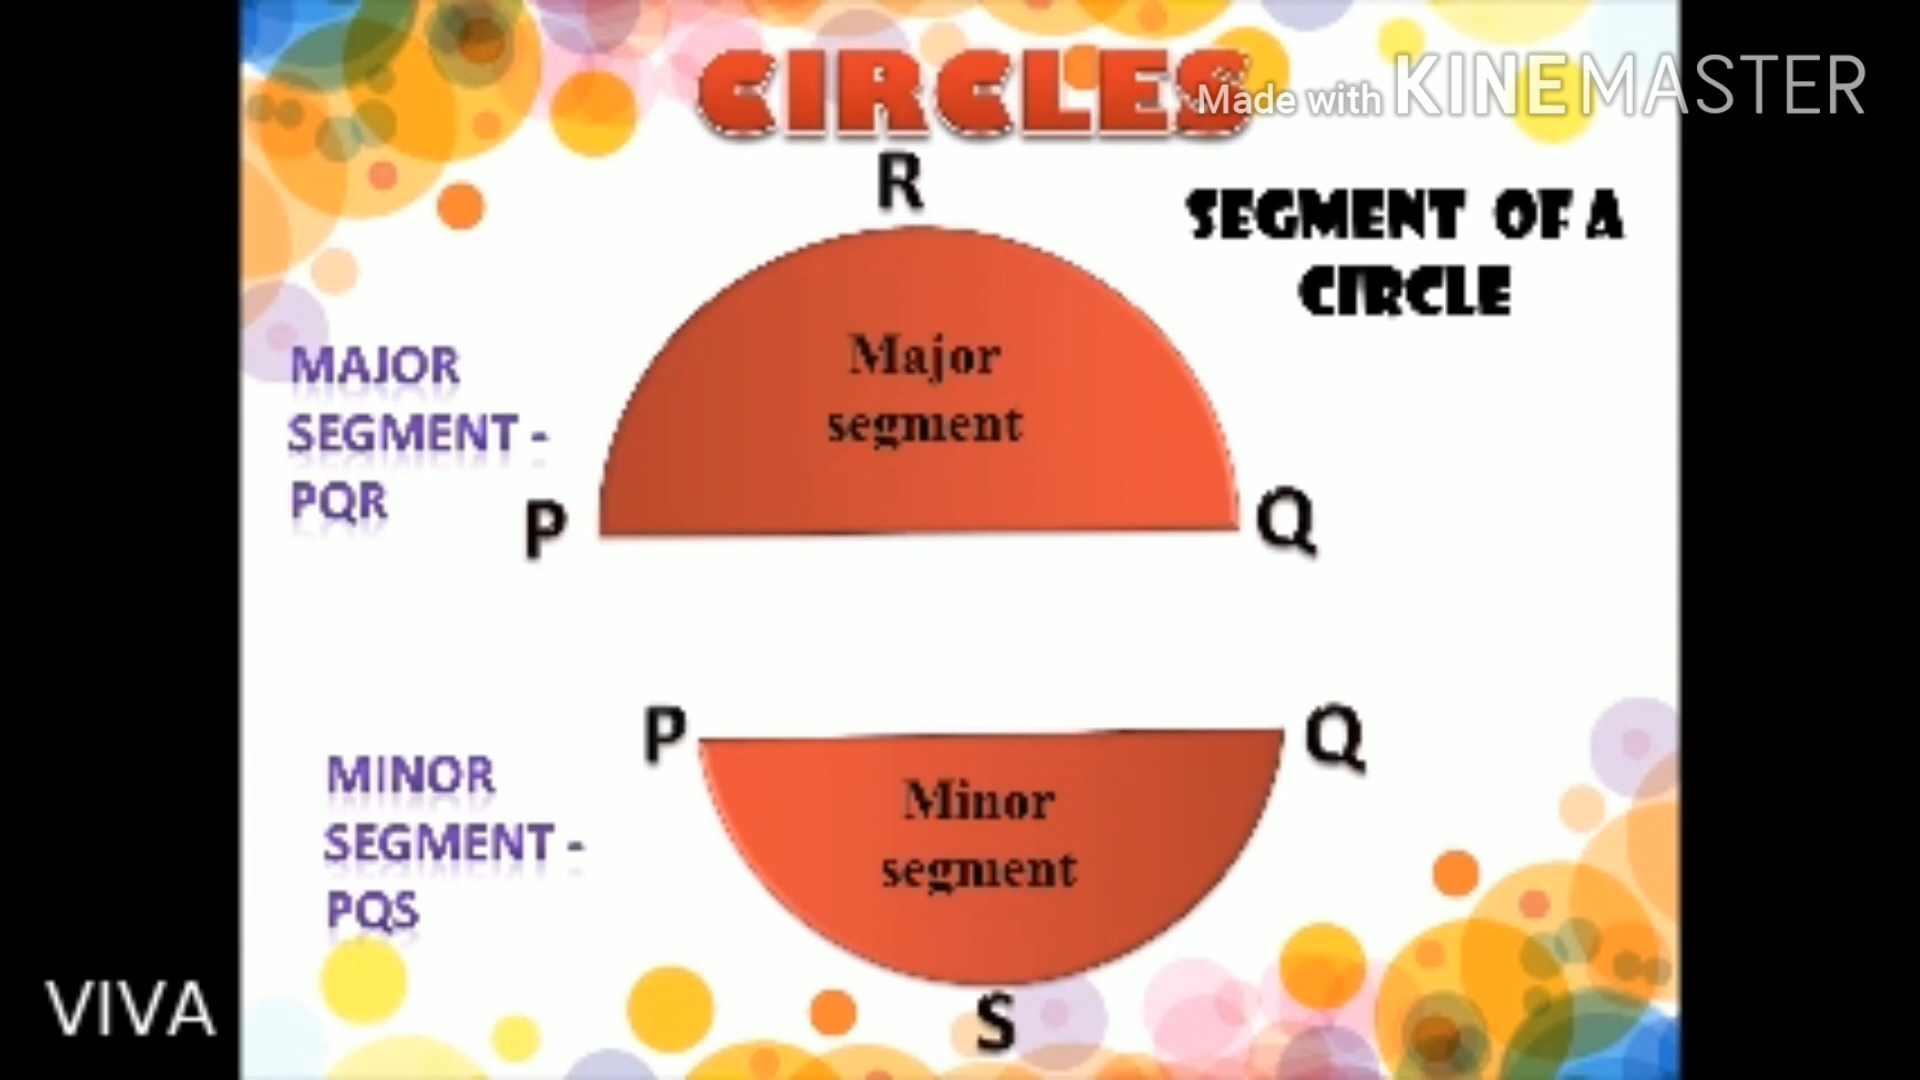 CIRCLES
Made with KINEMASTER
R
SEGMENT OF A
CIRCLE
Major
segment
MAJOR
SEGMENT -
PQR
P
Q
P
Q
Minor
segment
MINOR
SEGMENT -
PQS
S
VIVA